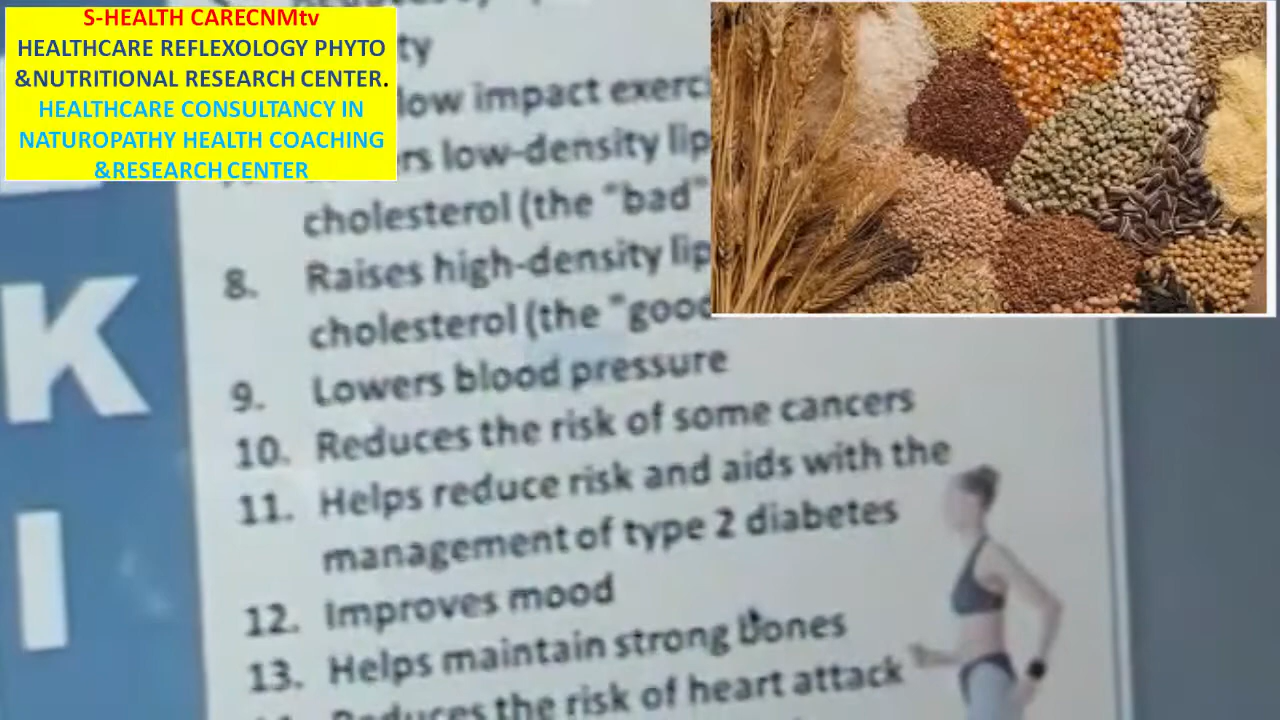 S-HEALTH CARECNMtv
HEALTHCARE REFLEXOLOGY PHYTO
&NUTRITIONAL RESEARCH CENTER.
HEALTHCARE CONSULTANCY IN
NATUROPATHY HEALTH COACHING
&RESEARCH CENTER
low impact
low-density
cholesterol (the "bad"
8. Raises high-density
cholesterol (the "good
9. Lowers blood pressure
10. Reduces the risk of some cancers
11. Helps reduce risk and aids with the
management of type 2 diabetes
12. Improves mood
13. Helps maintain strong bones
the risk of heart attack
K
I